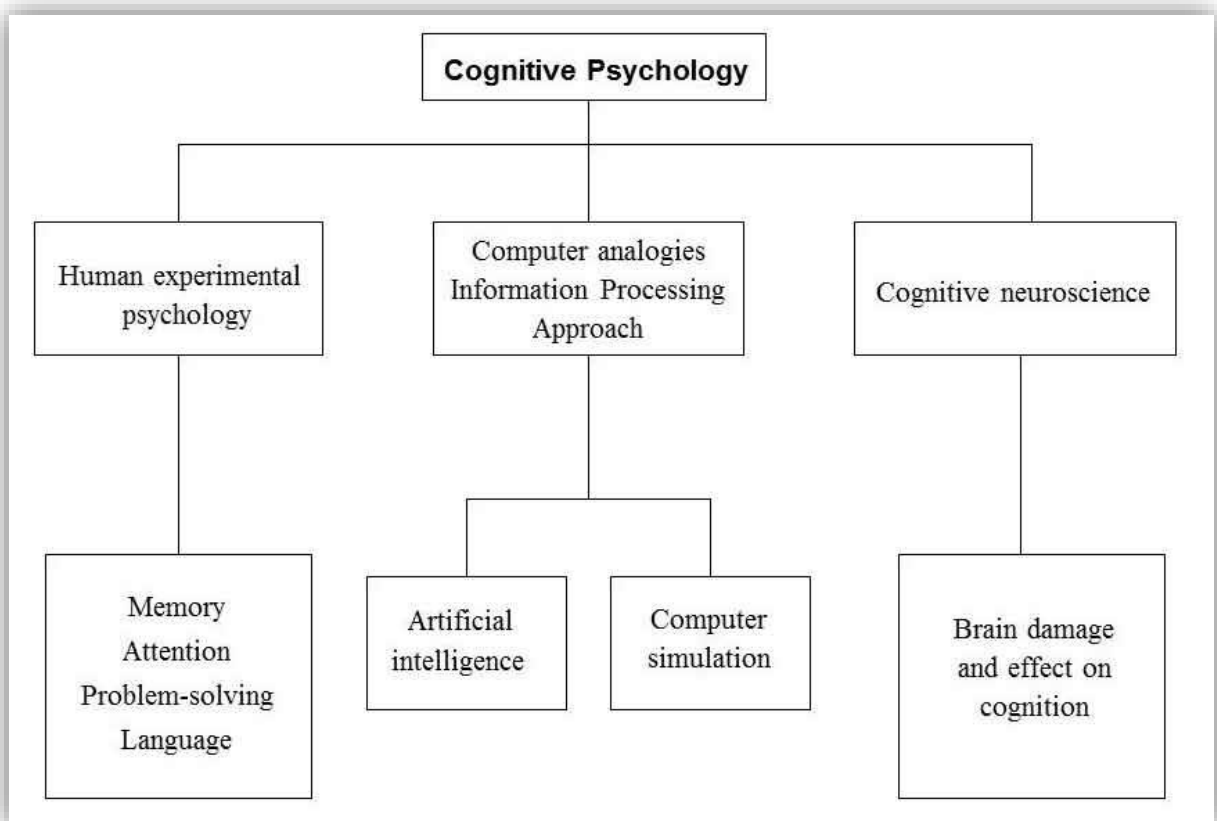 Cognitive Psychology
Human experimental
psychology
Computer analogies
Information Processing
Approach
Cognitive neuroscience
Memory
Attention
Problem-solving
Language
Artificial
intelligence
Computer
simulation
Brain damage
and effect on
cognition